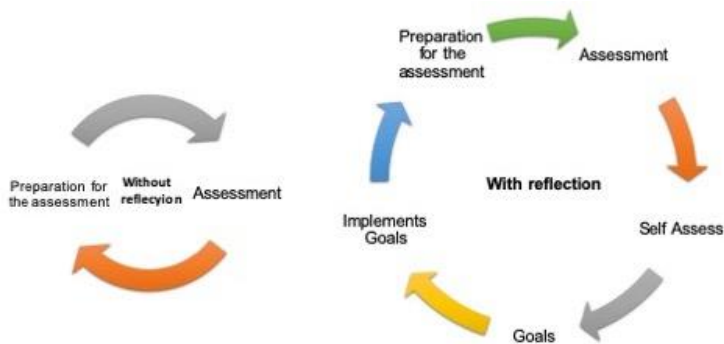 Preparation for
the assessment
Without
reflecyion
Assessment
Preparation
for the
assessment
Assessment
With reflection
Implements
Goals
Self Assess
Goals